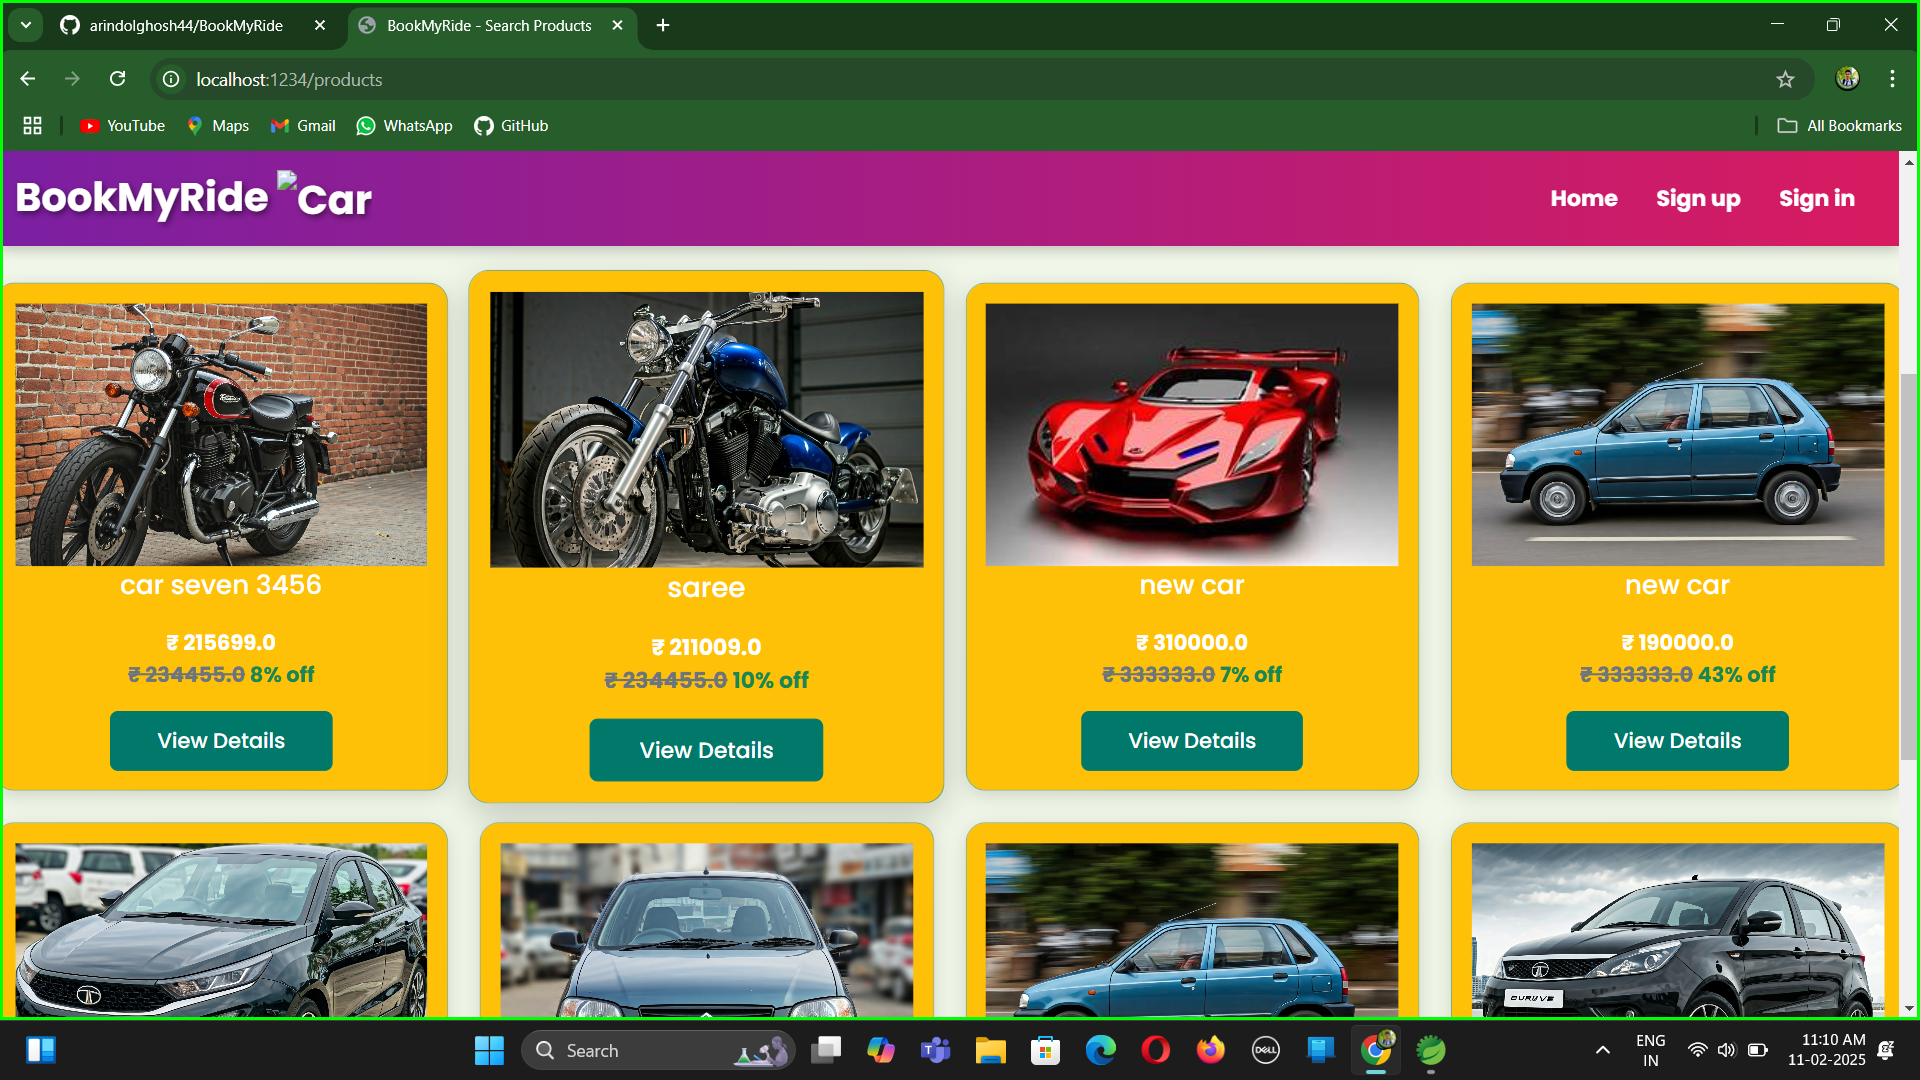 arindolghosh44/BookMyRide
BookMyRide - Search Products
localhost:1234/products
YouTube
Maps
Gmail
WhatsApp
GitHub
All Bookmarks
BookMyRide Car
Home
Sign up
Sign in
car seven 3456
₹ 215699.0
₹ 234455.0 8% off
View Details
saree
₹ 211009.0
₹ 234455.0 10% off
View Details
new car
₹ 310000.0
₹ 333333.0 7% off
View Details
new car
₹ 190000.0
₹ 333333.0 43% off
View Details
Search
DELL
ENG
IN
11:10 AM
11-02-2025